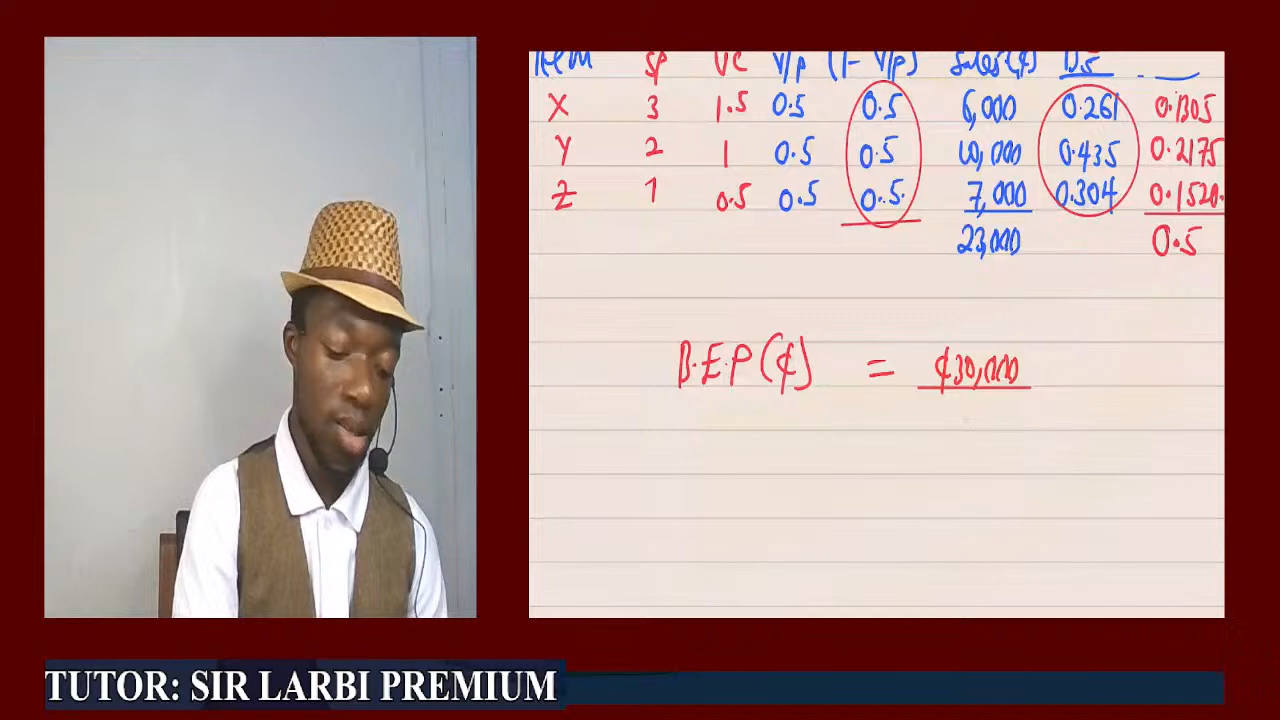 Item SP VC V/P (1 - V/P) Sales(¢) D.5
X 3 1.5 0.5 0.5 6,000 0.261 0.1305
Y 2 1 0.5 0.5 10,000 0.435 0.2175
Z 1 0.5 0.5 0.5. 7,000 0.304 0.1520.
23,000 0.5
B.E.P(¢) = ¢30,000
TUTOR: SIR LARBI PREMIUM